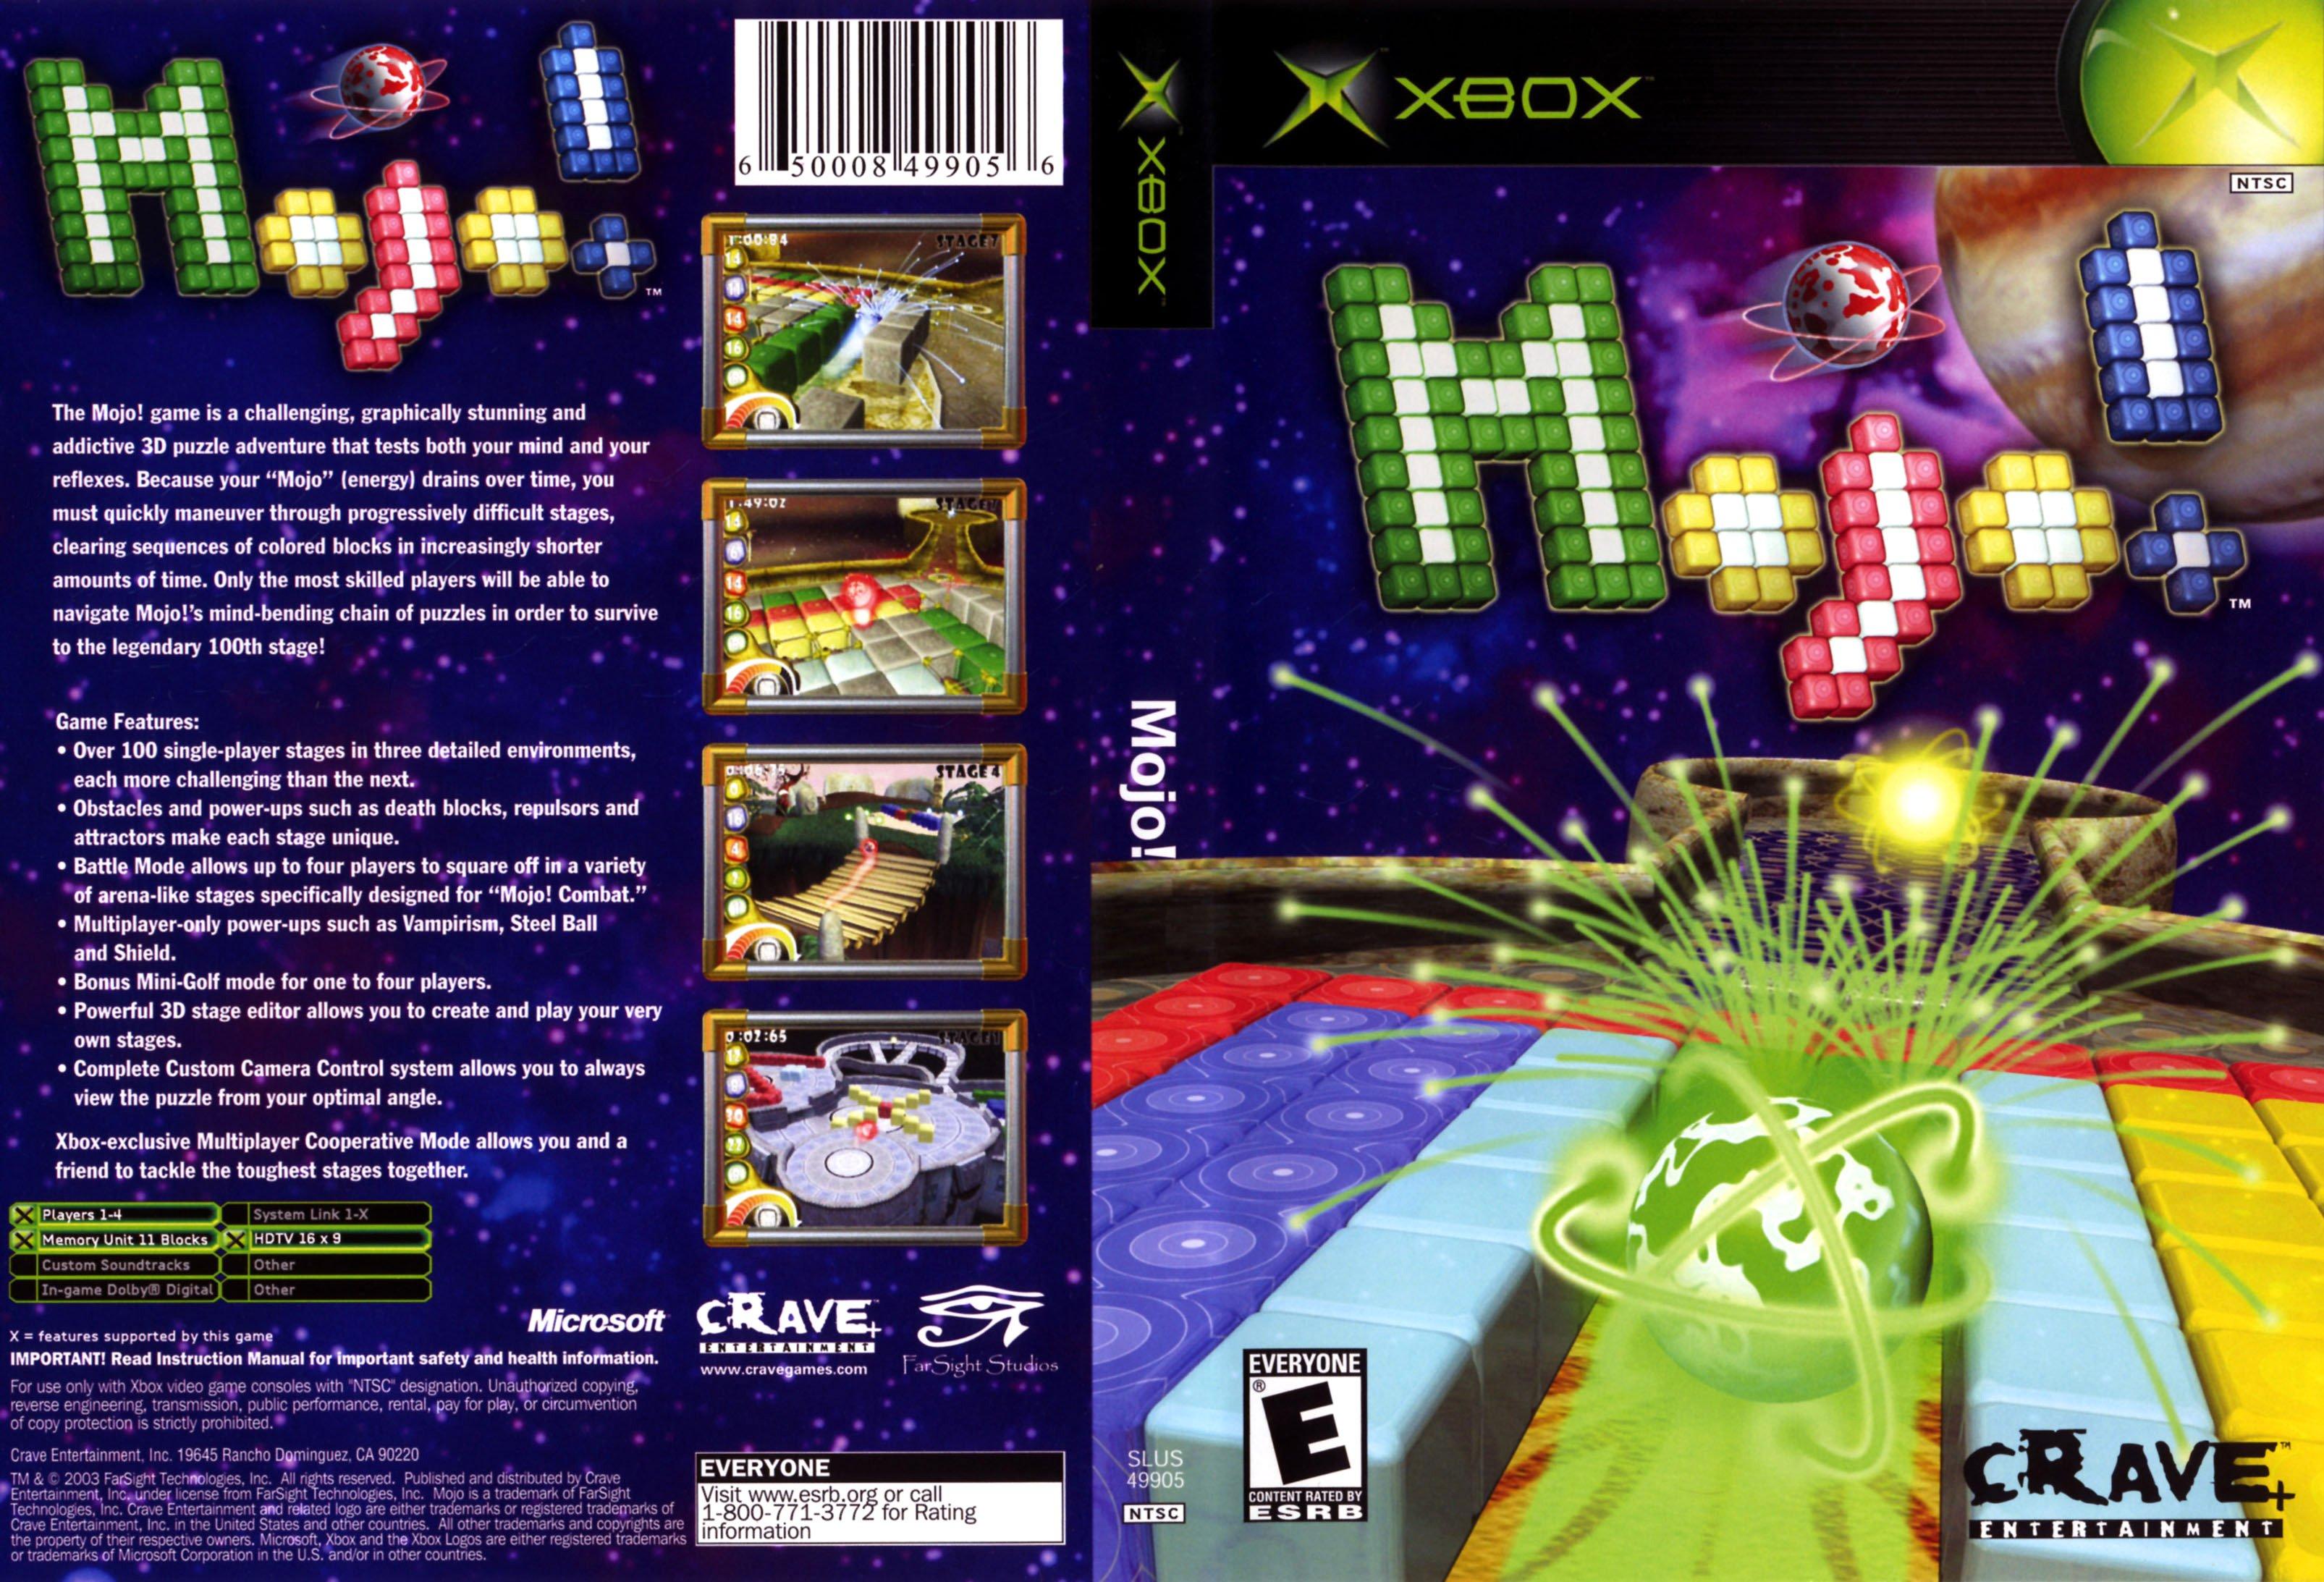 Mojo!
TM
6 50008 49905 6
The Mojo! game is a challenging, graphically stunning and
addictive 3D puzzle adventure that tests both your mind and your
reflexes. Because your “Mojo” (energy) drains over time, you
must quickly maneuver through progressively difficult stages,
clearing sequences of colored blocks in increasingly shorter
amounts of time. Only the most skilled players will be able to
navigate Mojo!'s mind-bending chain of puzzles in order to survive
to the legendary 100th stage!
Game Features:
• Over 100 single-player stages in three detailed environments,
each more challenging than the next.
• Obstacles and power-ups such as death blocks, repulsors and
attractors make each stage unique.
• Battle Mode allows up to four players to square off in a variety
of arena-like stages specifically designed for “Mojo! Combat.”
• Multiplayer-only power-ups such as Vampirism, Steel Ball
and Shield.
• Bonus Mini-Golf mode for one to four players.
• Powerful 3D stage editor allows you to create and play your very
own stages.
• Complete Custom Camera Control system allows you to always
view the puzzle from your optimal angle.
Xbox-exclusive Multiplayer Cooperative Mode allows you and a
friend to tackle the toughest stages together.
STAGE 7
STAGE 4
0:02:65
Players 1-4
System Link 1-X
Memory Unit 11 Blocks
HDTV 16 x 9
Custom Soundtracks
Other
In-game Dolby® Digital
Other
X = features supported by this game
IMPORTANT! Read Instruction Manual for important safety and health information.
For use only with Xbox video game consoles with "NTSC" designation. Unauthorized copying,
reverse engineering, transmission, public performance, rental, pay for play, or circumvention
of copy protection is strictly prohibited.
Crave Entertainment, Inc. 19645 Rancho Dominguez, CA 90220
TM & © 2003 FarSight Technologies, Inc. All rights reserved. Published and distributed by Crave
Entertainment, Inc. under license from FarSight Technologies, Inc. Mojo is a trademark of FarSight
Technologies, Inc. Crave Entertainment and related logo are either trademarks or registered trademarks of
Crave Entertainment, Inc. in the United States and other countries. All other trademarks and copyrights are
the property of their respective owners. Microsoft, Xbox and the Xbox Logos are either registered trademarks
or trademarks of Microsoft Corporation in the U.S. and/or in other countries.
Microsoft
CRAVE
ENTERTAINMENT
www.cravegames.com
FarSight Studios
EVERYONE
Visit www.esrb.org or call
1-800-771-3772 for Rating
information
XBOX
Mojo!
SLUS
49905
NTSC
XBOX
NTSC
Mojo!
TM
EVERYONE
E
®
CONTENT RATED BY
ESRB
CRAVE
TM
ENTERTAINMENT